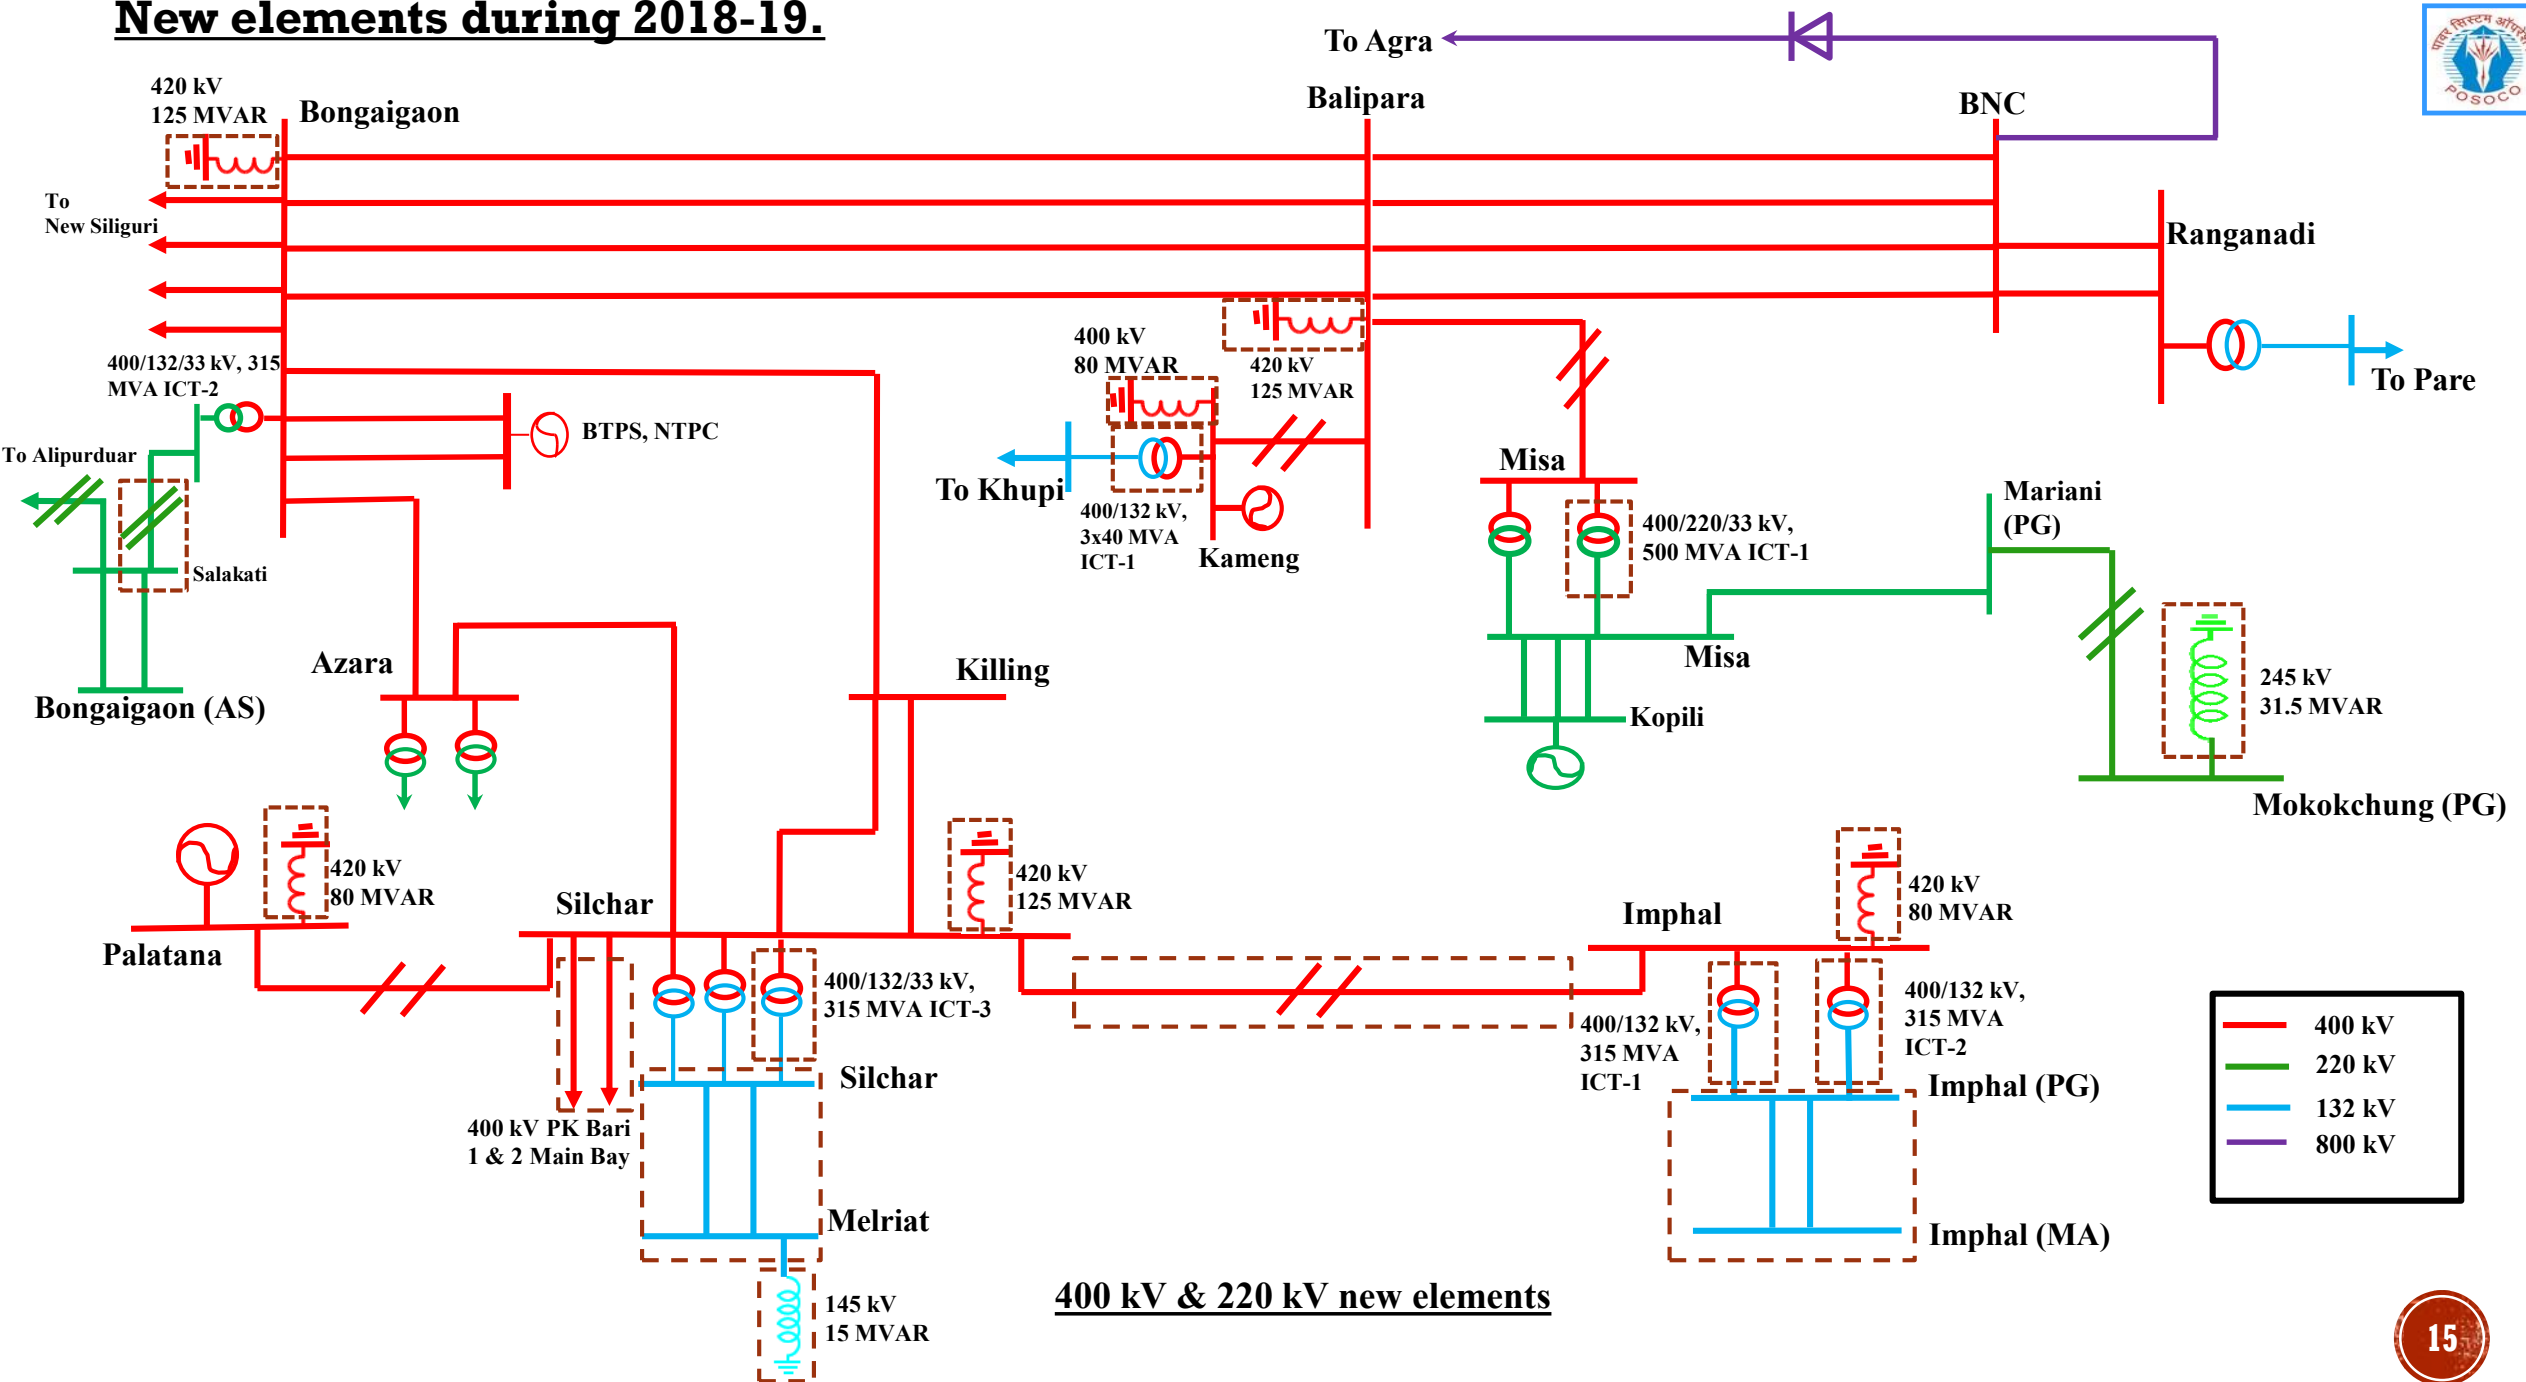 New elements during 2018-19.
To Agra
पावर सिस्टम ऑपरेशन
POSOCO
420 kV
125 MVAR
Bongaigaon
Balipara
BNC
To
New Siliguri
Ranganadi
400/132/33 kV, 315
MVA ICT-2
400 kV
80 MVAR
420 kV
125 MVAR
To Pare
BTPS, NTPC
To Alipurduar
To Khupi
Misa
400/132 kV,
3x40 MVA
ICT-1
Kameng
400/220/33 kV,
500 MVA ICT-1
Mariani
(PG)
Salakati
Azara
Killing
Misa
Bongaigaon (AS)
Kopili
245 kV
31.5 MVAR
Mokokchung (PG)
420 kV
80 MVAR
Silchar
420 kV
125 MVAR
Imphal
420 kV
80 MVAR
Palatana
400/132/33 kV,
315 MVA ICT-3
400/132 kV,
315 MVA
ICT-1
400/132 kV,
315 MVA
ICT-2
400 kV
220 kV
132 kV
800 kV
Silchar
Imphal (PG)
400 kV PK Bari
1 & 2 Main Bay
Melriat
Imphal (MA)
145 kV
15 MVAR
400 kV & 220 kV new elements
15